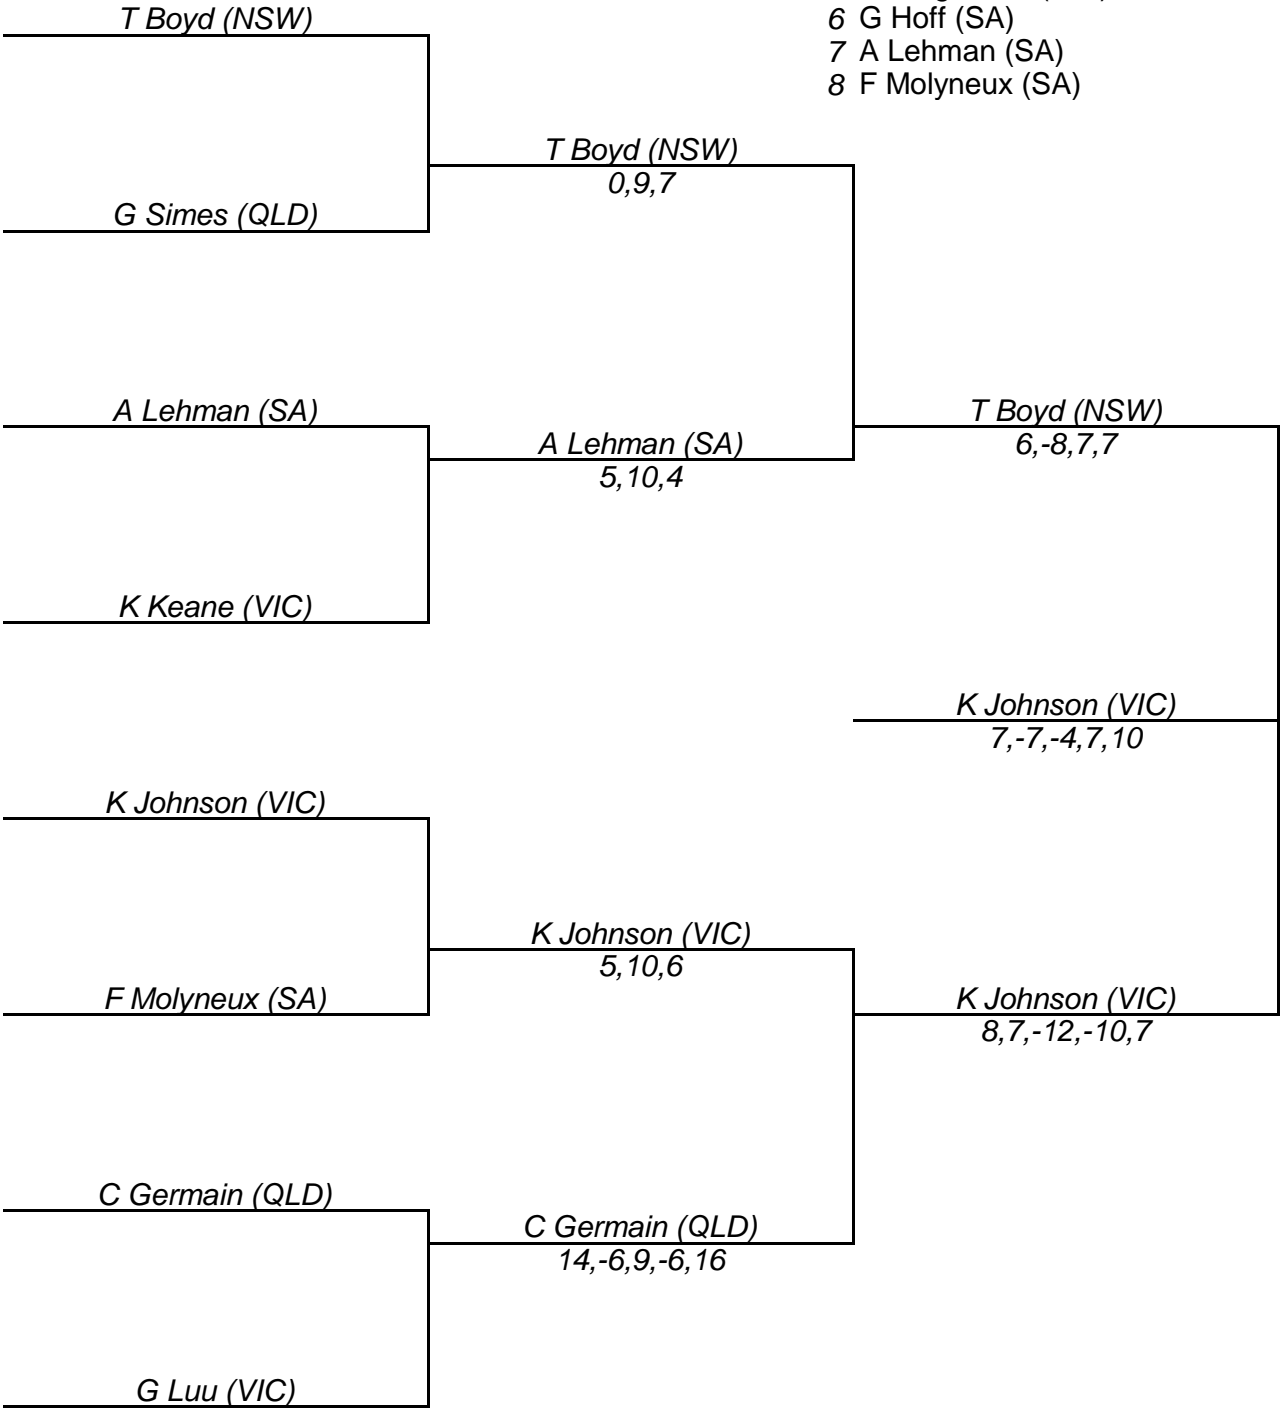 T Boyd (NSW)
6 G Hoff (SA)
7 A Lehman (SA)
8 F Molyneux (SA)
T Boyd (NSW)
0,9,7
G Simes (QLD)
A Lehman (SA)
T Boyd (NSW)
6,-8,7,7
A Lehman (SA)
5,10,4
K Keane (VIC)
K Johnson (VIC)
7,-7,-4,7,10
K Johnson (VIC)
K Johnson (VIC)
5,10,6
F Molyneux (SA)
K Johnson (VIC)
8,7,-12,-10,7
C Germain (QLD)
C Germain (QLD)
14,-6,9,-6,16
G Luu (VIC)